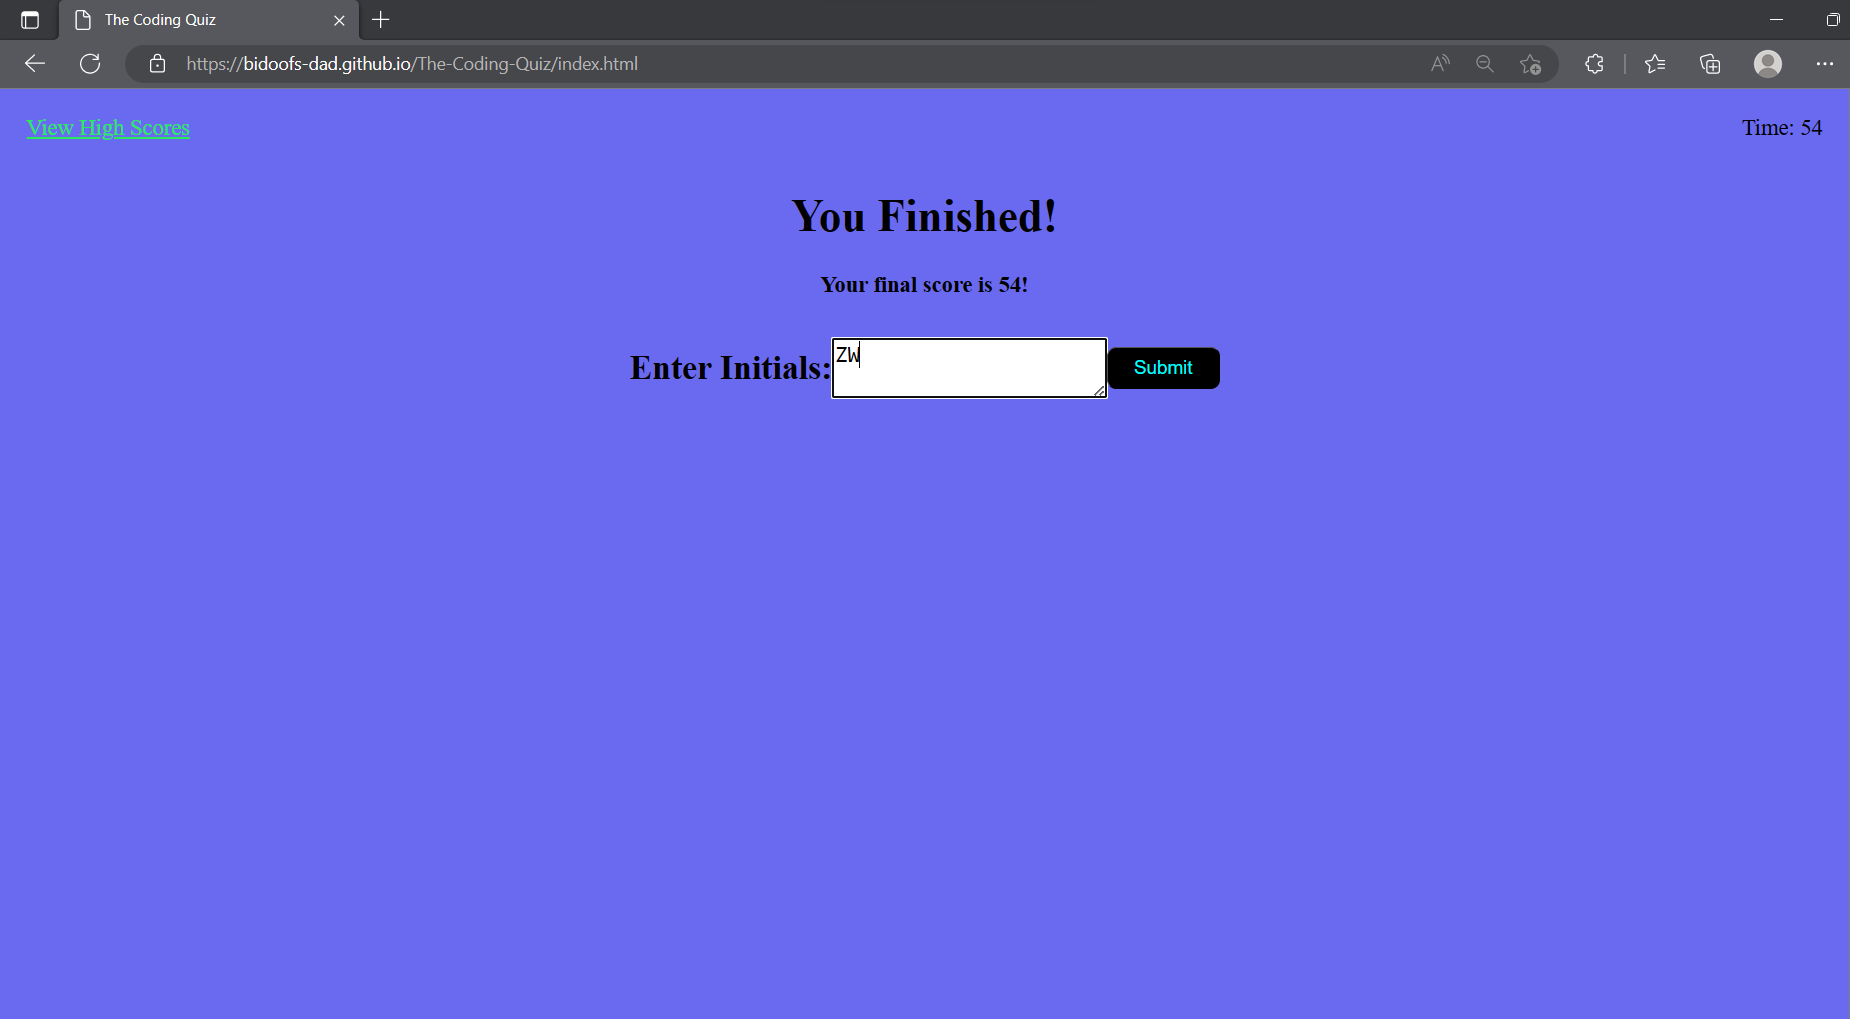 The Coding Quiz
https://bidoofs-dad.github.io/The-Coding-Quiz/index.html
View High Scores
Time: 54
You Finished!
Your final score is 54!
Enter Initials: ZW Submit